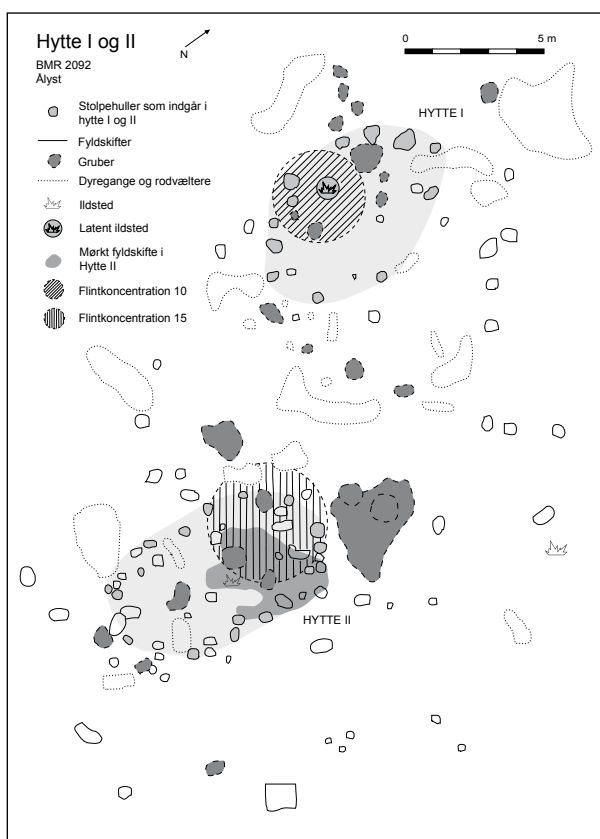 Hytte I og II
BMR 2092
Ålyst
N
0
5 m
Stolpehuller som indgår i
hytte I og II
Fyldskifter
Gruber
Dyregange og rodvæltere
Ildsted
Latent ildsted
Mørkt fyldskifte i
Hytte II
Flintkoncentration 10
Flintkoncentration 15
HYTTE I
HYTTE II